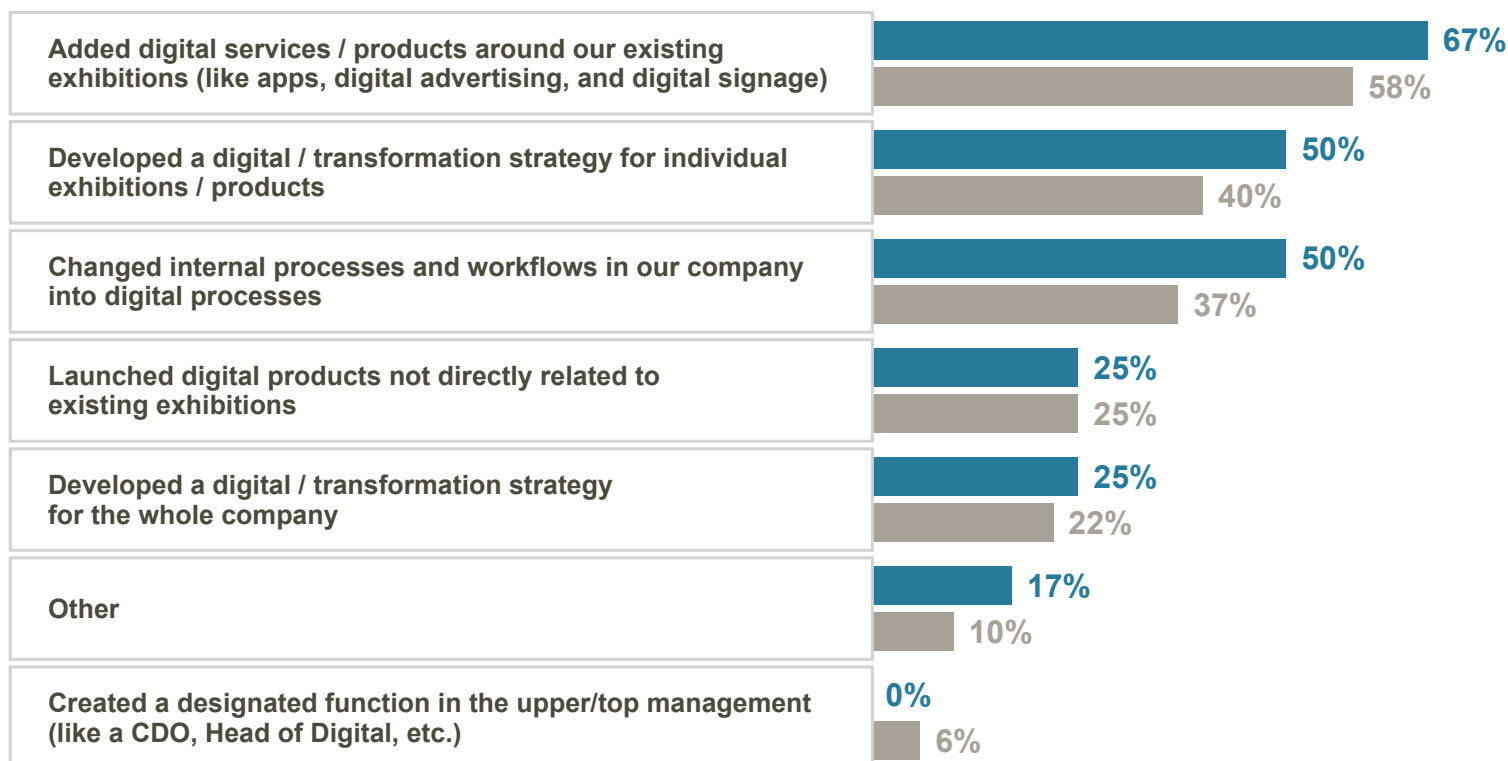 Added digital services / products around our existing
exhibitions (like apps, digital advertising, and digital signage)
67%
58%
Developed a digital / transformation strategy for individual
exhibitions / products
50%
40%
Changed internal processes and workflows in our company
into digital processes
50%
37%
Launched digital products not directly related to
existing exhibitions
25%
25%
Developed a digital / transformation strategy
for the whole company
25%
22%
Other
17%
10%
Created a designated function in the upper/top management
(like a CDO, Head of Digital, etc.)
0%
6%